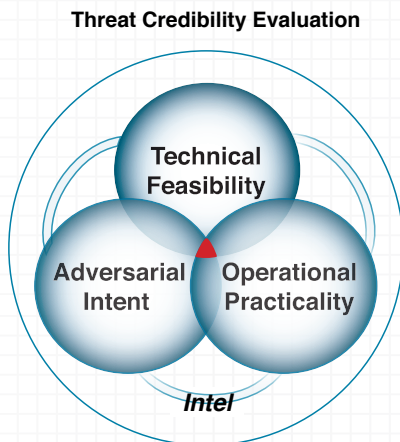 Threat Credibility Evaluation
Technical
Feasibility
Adversarial
Intent
Operational
Practicality
Intel